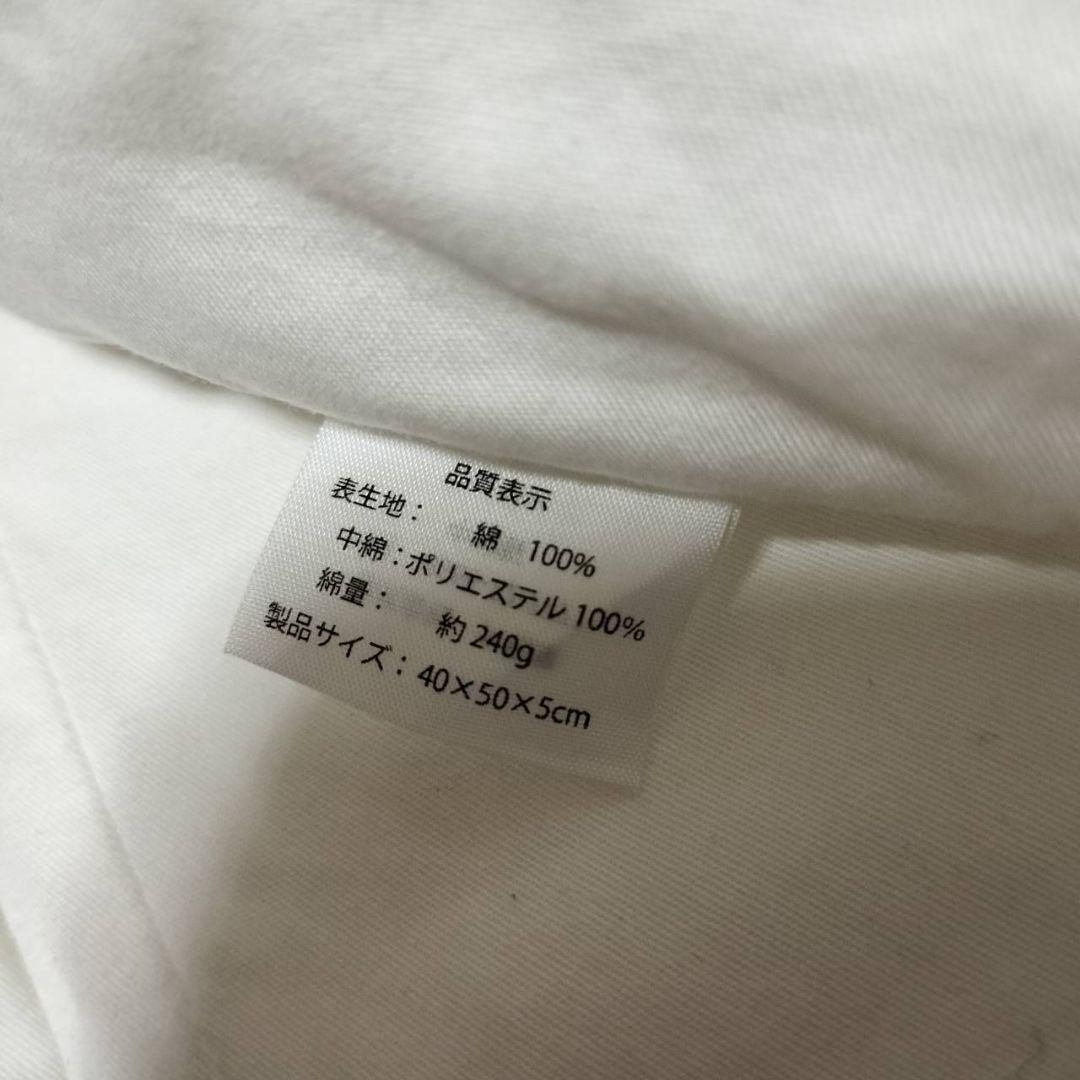 品質表示
表生地： 綿 100%
中綿：ポリエステル 100%
綿量： 約 240g
製品サイズ： 40×50×5cm